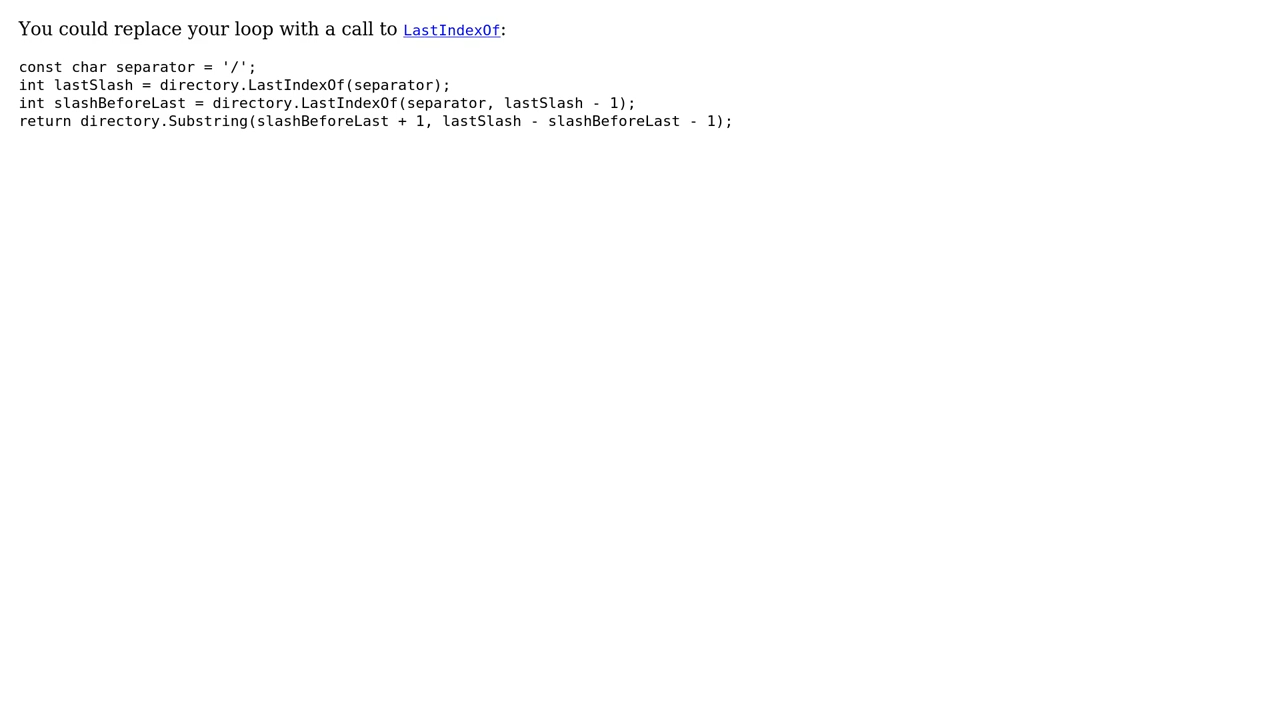 You could replace your loop with a call to LastIndexOf:
const char separator = '/';
int lastSlash = directory.LastIndexOf(separator);
int slashBeforeLast = directory.LastIndexOf(separator, lastSlash - 1);
return directory.Substring(slashBeforeLast + 1, lastSlash - slashBeforeLast - 1);